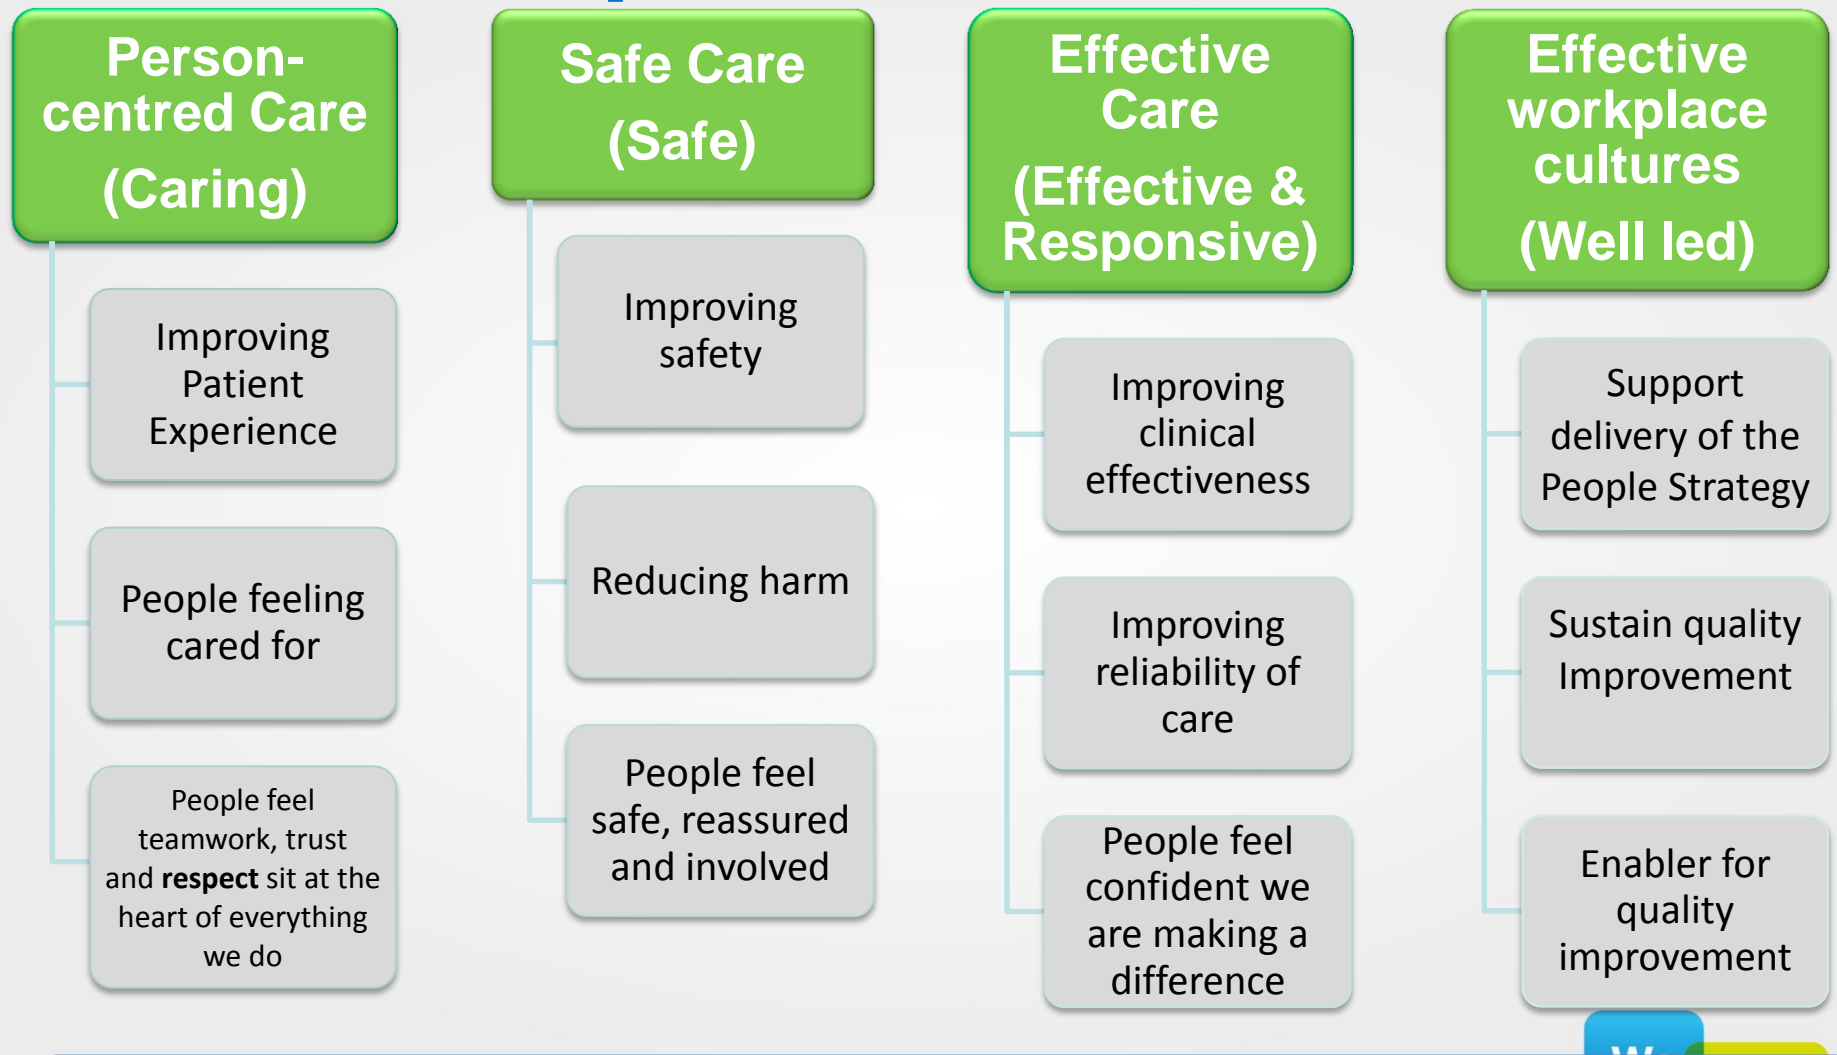 Person-
centred Care
(Caring)
Improving
Patient
Experience
People feeling
cared for
People feel
teamwork, trust
and respect sit at the
heart of everything
we do
Safe Care
(Safe)
Improving
safety
Reducing harm
People feel
safe, reassured
and involved
Effective
Care
(Effective &
Responsive)
Improving
clinical
effectiveness
Improving
reliability of
care
People feel
confident we
are making a
difference
Effective
workplace
cultures
(Well led)
Support
delivery of the
People Strategy
Sustain quality
Improvement
Enabler for
quality
improvement